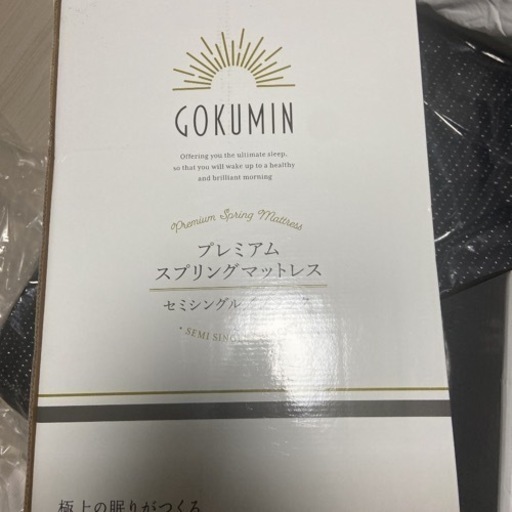 GOKUMIN
Offering you the ultimate sleep,
so that you will wake up to a healthy
and brilliant morning
Premium Spring Mattress
プレミアム
スプリングマットレス
セミシングル
・SEMI SINGLE
極上の眠りがつくる